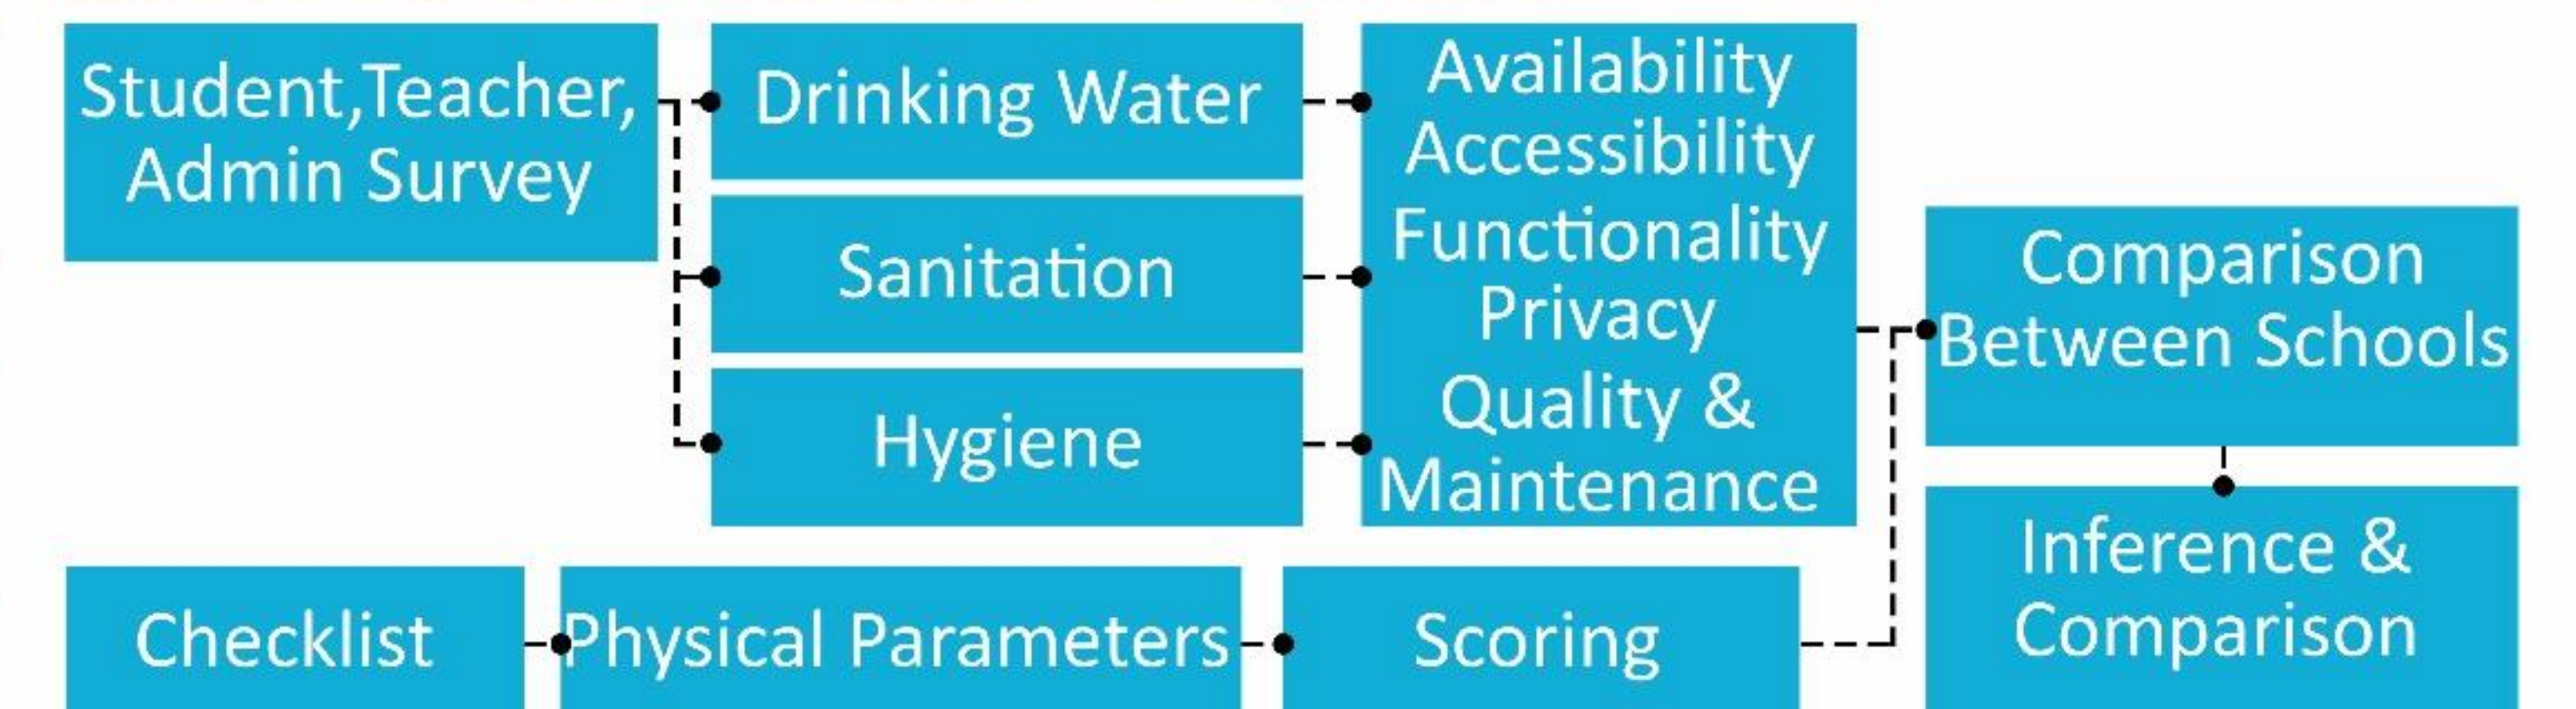 Student,Teacher,
Admin Survey
Drinking Water
Sanitation
Hygiene
Availability
Accessibility
Functionality
Privacy
Quality &
Maintenance
Comparison
Between Schools
Inference &
Comparison
Checklist
Physical Parameters
Scoring